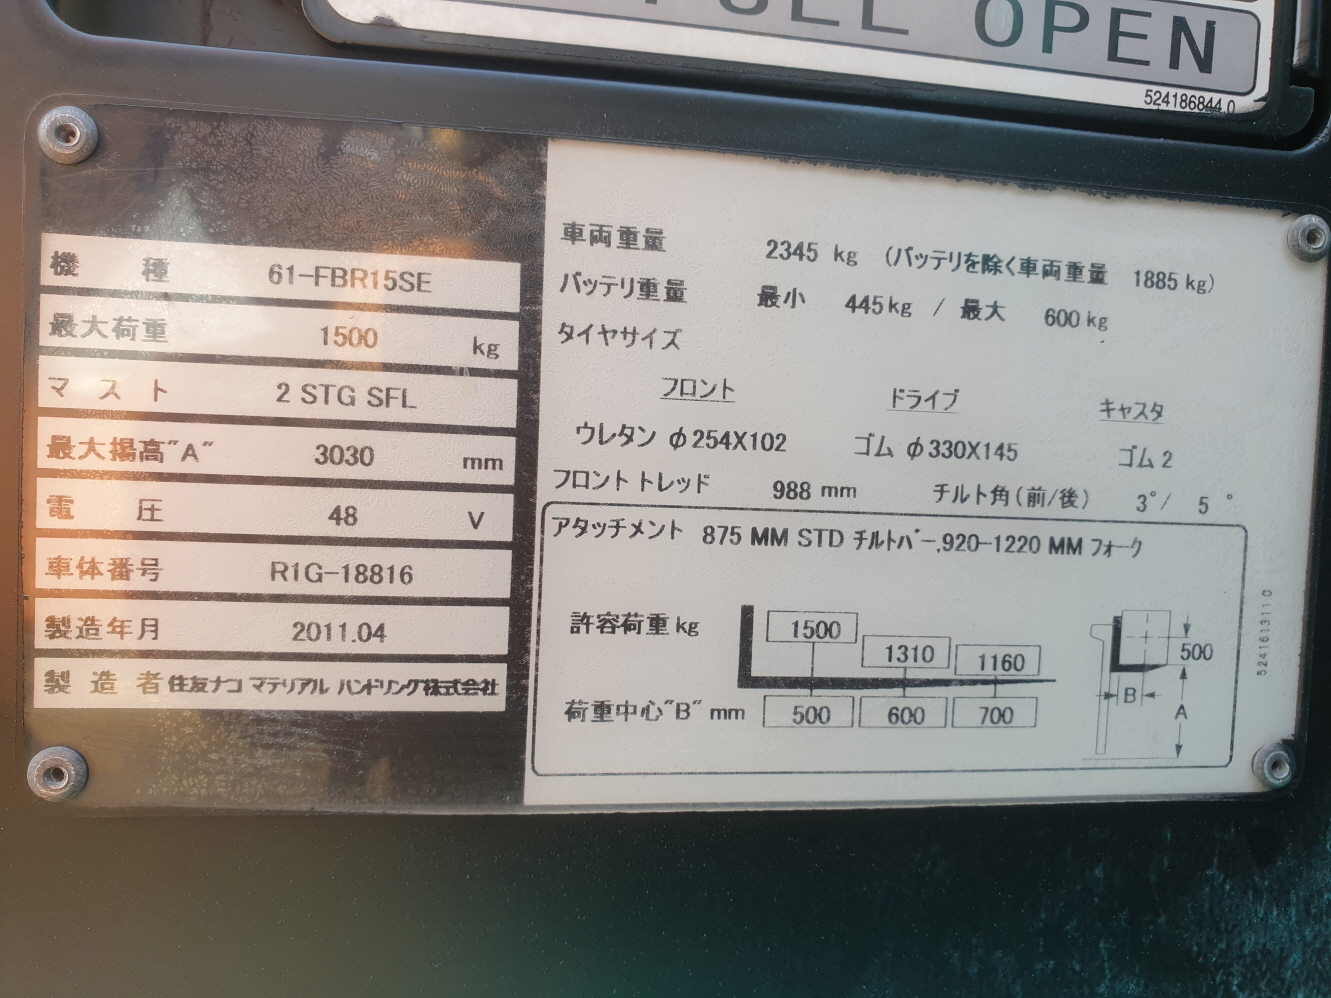 FULL OPEN
524186844 0
機 種 61-FBR15SE
最大荷重 1500 kg
マスト 2 STG SFL
最大揚高"A" 3030 mm
電 圧 48 V
車体番号 R1G-18816
製造年月 2011.04
製造者 住友ナコ マテリアル ハンドリング株式会社
車両重量 2345 kg (バッテリを除く車両重量 1885 kg)
バッテリ重量 最小 445 kg / 最大 600 kg
タイヤサイズ
フロント ドライブ キャスタ
ウレタン φ254X102 ゴム φ330X145 ゴム 2
フロント トレッド 988 mm チルト角(前/後) 3°/ 5 °
アタッチメント 875 MM STD チルトバー,920-1220 MM フォーク
許容荷重 kg 1500 1310 1160
荷重中心"B" mm 500 600 700
500
B
A
5241613110